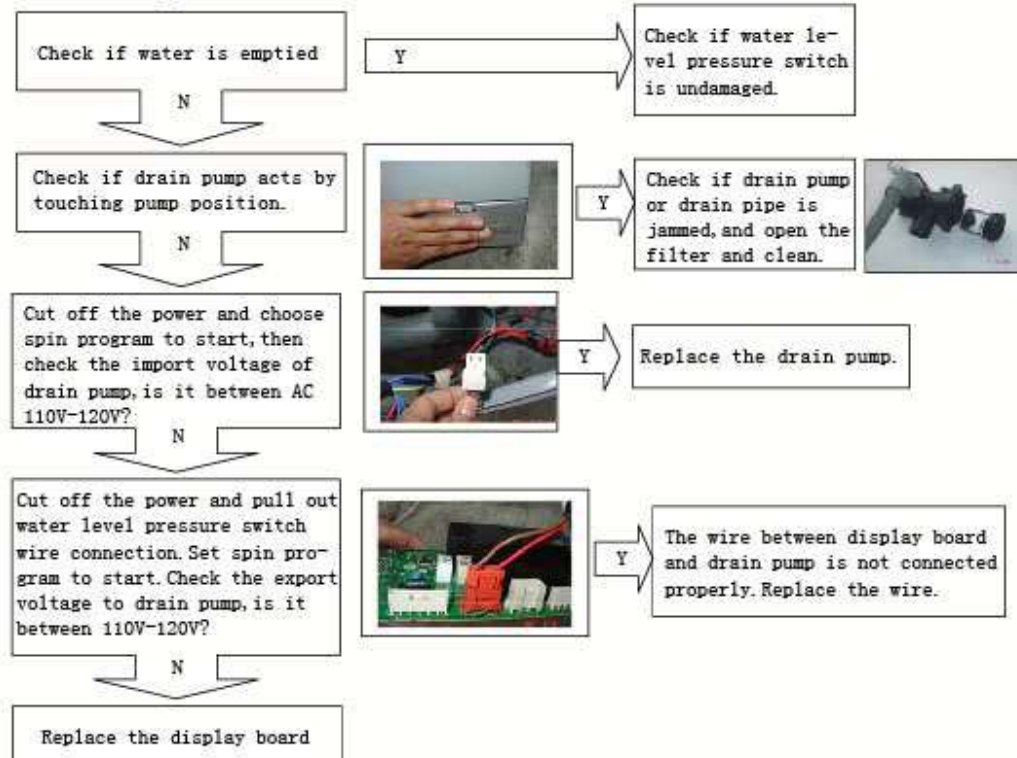 Check if water is emptied
Y
Check if water le-
vel pressure switch
is undamaged.
N
Check if drain pump acts by
touching pump position.
Y
Check if drain pump
or drain pipe is
jammed, and open the
filter and clean.
N
Cut off the power and choose
spin program to start, then
check the import voltage of
drain pump, is it between AC
110V-120V?
Y
Replace the drain pump.
N
Cut off the power and pull out
water level pressure switch
wire connection. Set spin pro-
gram to start. Check the export
voltage to drain pump, is it
between 110V-120V?
Y
The wire between display board
and drain pump is not connected
properly. Replace the wire.
N
Replace the display board